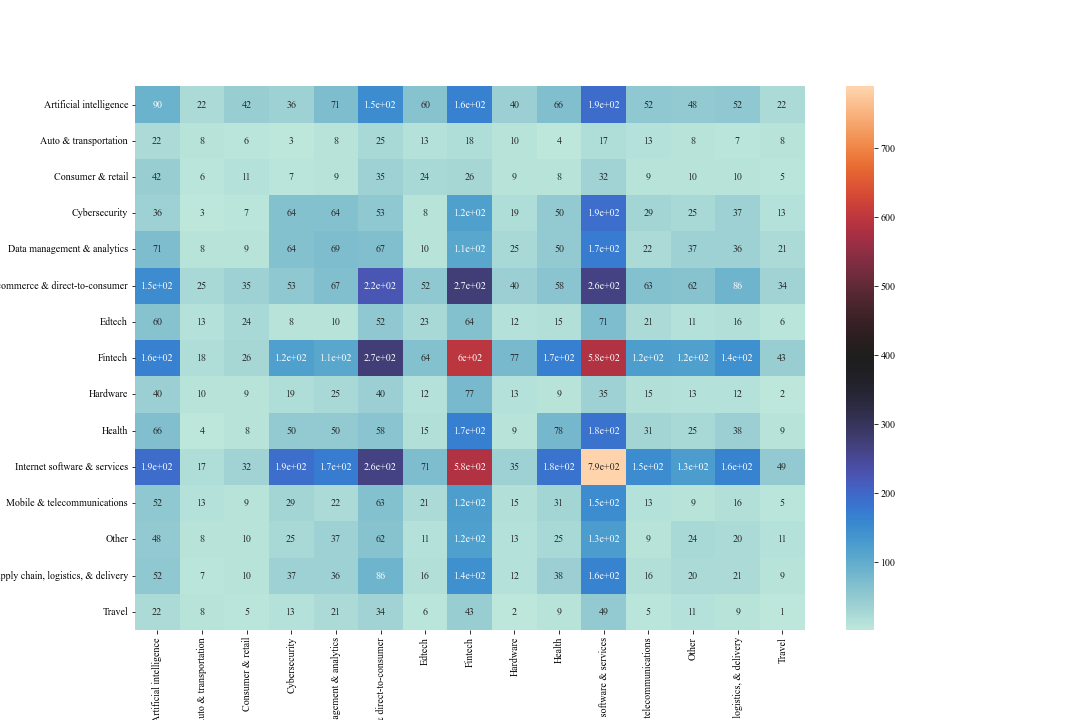 Artificial intelligence 90 22 42 36 71 1.5e+02 60 1.6e+02 40 66 1.9e+02 52 48 52 22
Auto & transportation 22 8 6 3 8 25 13 18 10 4 17 13 8 7 8
Consumer & retail 42 6 11 7 9 35 24 26 9 8 32 9 10 10 5
Cybersecurity 36 3 7 64 64 53 8 1.2e+02 19 50 1.9e+02 29 25 37 13
Data management & analytics 71 8 9 64 69 67 10 1.1e+02 25 50 1.7e+02 22 37 36 21
commerce & direct-to-consumer 1.5e+02 25 35 53 67 2.2e+02 52 2.7e+02 40 58 2.6e+02 63 62 86 34
Edtech 60 13 24 8 10 52 23 64 12 15 71 21 11 16 6
Fintech 1.6e+02 18 26 1.2e+02 1.1e+02 2.7e+02 64 6e+02 77 1.7e+02 5.8e+02 1.2e+02 1.2e+02 1.4e+02 43
Hardware 40 10 9 19 25 40 12 77 13 9 35 15 13 12 2
Health 66 4 8 50 50 58 15 1.7e+02 9 78 1.8e+02 31 25 38 9
Internet software & services 1.9e+02 17 32 1.9e+02 1.7e+02 2.6e+02 71 5.8e+02 35 1.8e+02 7.9e+02 1.5e+02 1.3e+02 1.6e+02 49
Mobile & telecommunications 52 13 9 29 22 63 21 1.2e+02 15 31 1.5e+02 13 9 16 5
Other 48 8 10 25 37 62 11 1.2e+02 13 25 1.3e+02 9 24 20 11
pply chain, logistics, & delivery 52 7 10 37 36 86 16 1.4e+02 12 38 1.6e+02 16 20 21 9
Travel 22 8 5 13 21 34 6 43 2 9 49 5 11 9 1
Artificial intelligence
uto & transportation
Consumer & retail
Cybersecurity
agement & analytics
& direct-to-consumer
Edtech
Fintech
Hardware
Health
software & services
telecommunications
Other
logistics, & delivery
Travel
700
600
500
400
300
200
100